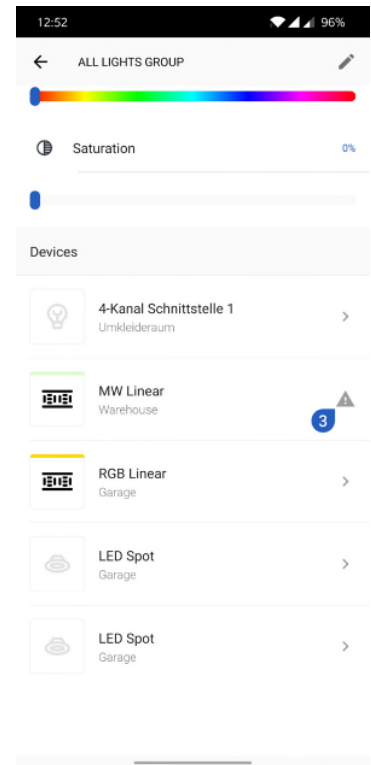 12:52
96%
ALL LIGHTS GROUP
Saturation
0%
Devices
4-Kanal Schnittstelle 1
Umkleideraum
MW Linear
Warehouse
3
RGB Linear
Garage
LED Spot
Garage
LED Spot
Garage